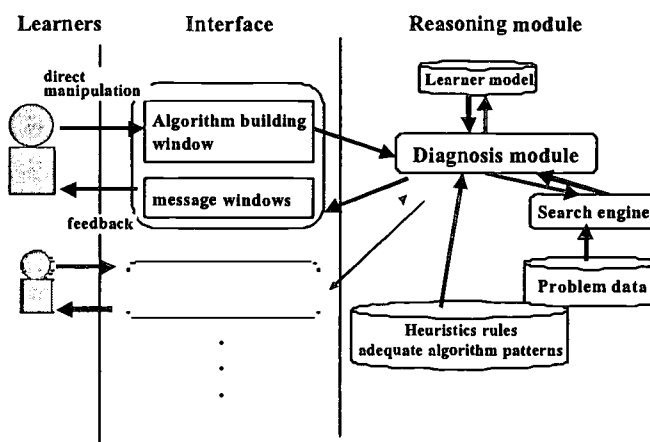 Learners
Interface
Reasoning module
direct
manipulation
Learner model
Algorithm building
window
Diagnosis module
message windows
feedback
Search engine
Problem data
Heuristics rules
adequate algorithm patterns